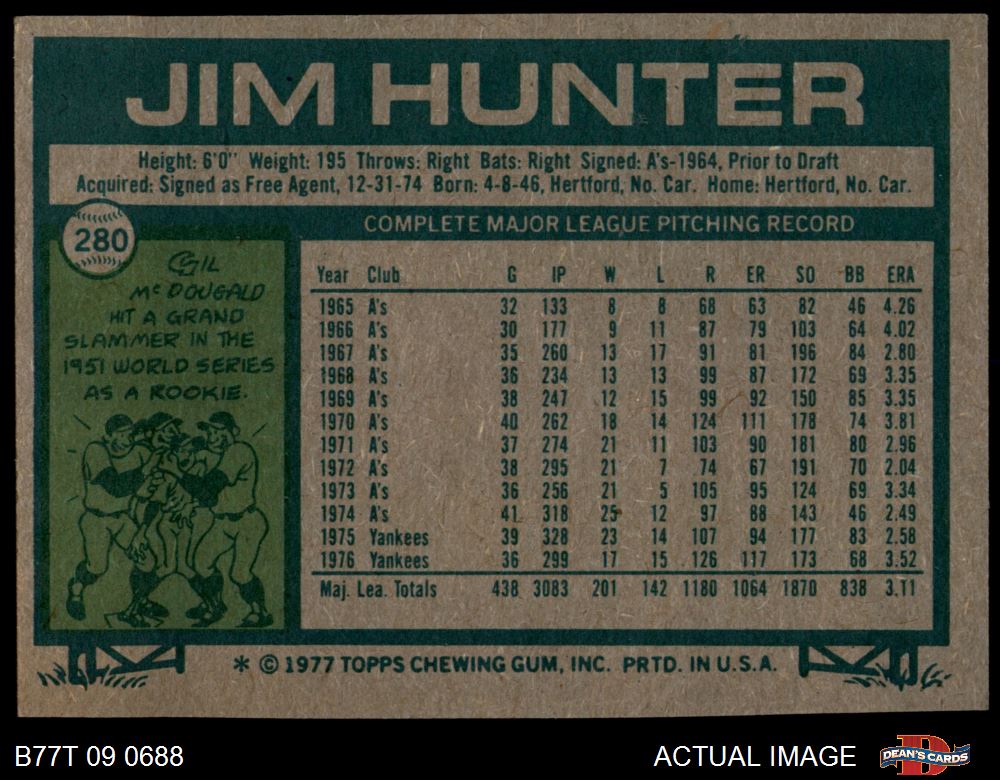 JIM HUNTER
Height: 6'0" Weight: 195 Throws: Right Bats: Right Signed: A's-1964, Prior to Draft
Acquired: Signed as Free Agent, 12-31-74 Born: 4-8-46, Hertford, No. Car. Home: Hertford, No. Car.
280
GIL
McDOUGALD
HIT A GRAND
SLAMMER IN THE
1951 WORLD SERIES
AS A ROOKIE.
COMPLETE MAJOR LEAGUE PITCHING RECORD
Year Club G IP W L R ER SO BB ERA
1965 A's 32 133 8 8 68 63 82 46 4.26
1966 A's 30 177 9 11 87 79 103 64 4.02
1967 A's 35 260 13 17 91 81 196 84 2.80
1968 A's 36 234 13 13 99 87 172 69 3.35
1969 A's 38 247 12 15 99 92 150 85 3.35
1970 A's 40 262 18 14 124 111 178 74 3.81
1971 A's 37 274 21 11 103 90 181 80 2.96
1972 A's 38 295 21 7 74 67 191 70 2.04
1973 A's 36 256 21 5 105 95 124 69 3.34
1974 A's 41 318 25 12 97 88 143 46 2.49
1975 Yankees 39 328 23 14 107 94 177 83 2.58
1976 Yankees 36 299 17 15 126 117 173 68 3.52
Maj. Lea. Totals 438 3083 201 142 1180 1064 1870 838 3.11
* © 1977 TOPPS CHEWING GUM, INC. PRTD. IN U.S.A.
B77T 09 0688
ACTUAL IMAGE
DEAN'S CARDS